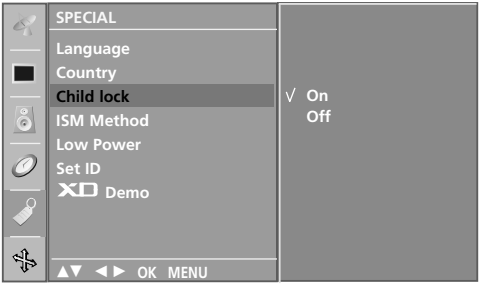 SPECIAL
Language
Country
Child lock
ISM Method
Low Power
Set ID
XD Demo
√ On
Off
▲▼ ◄► OK MENU